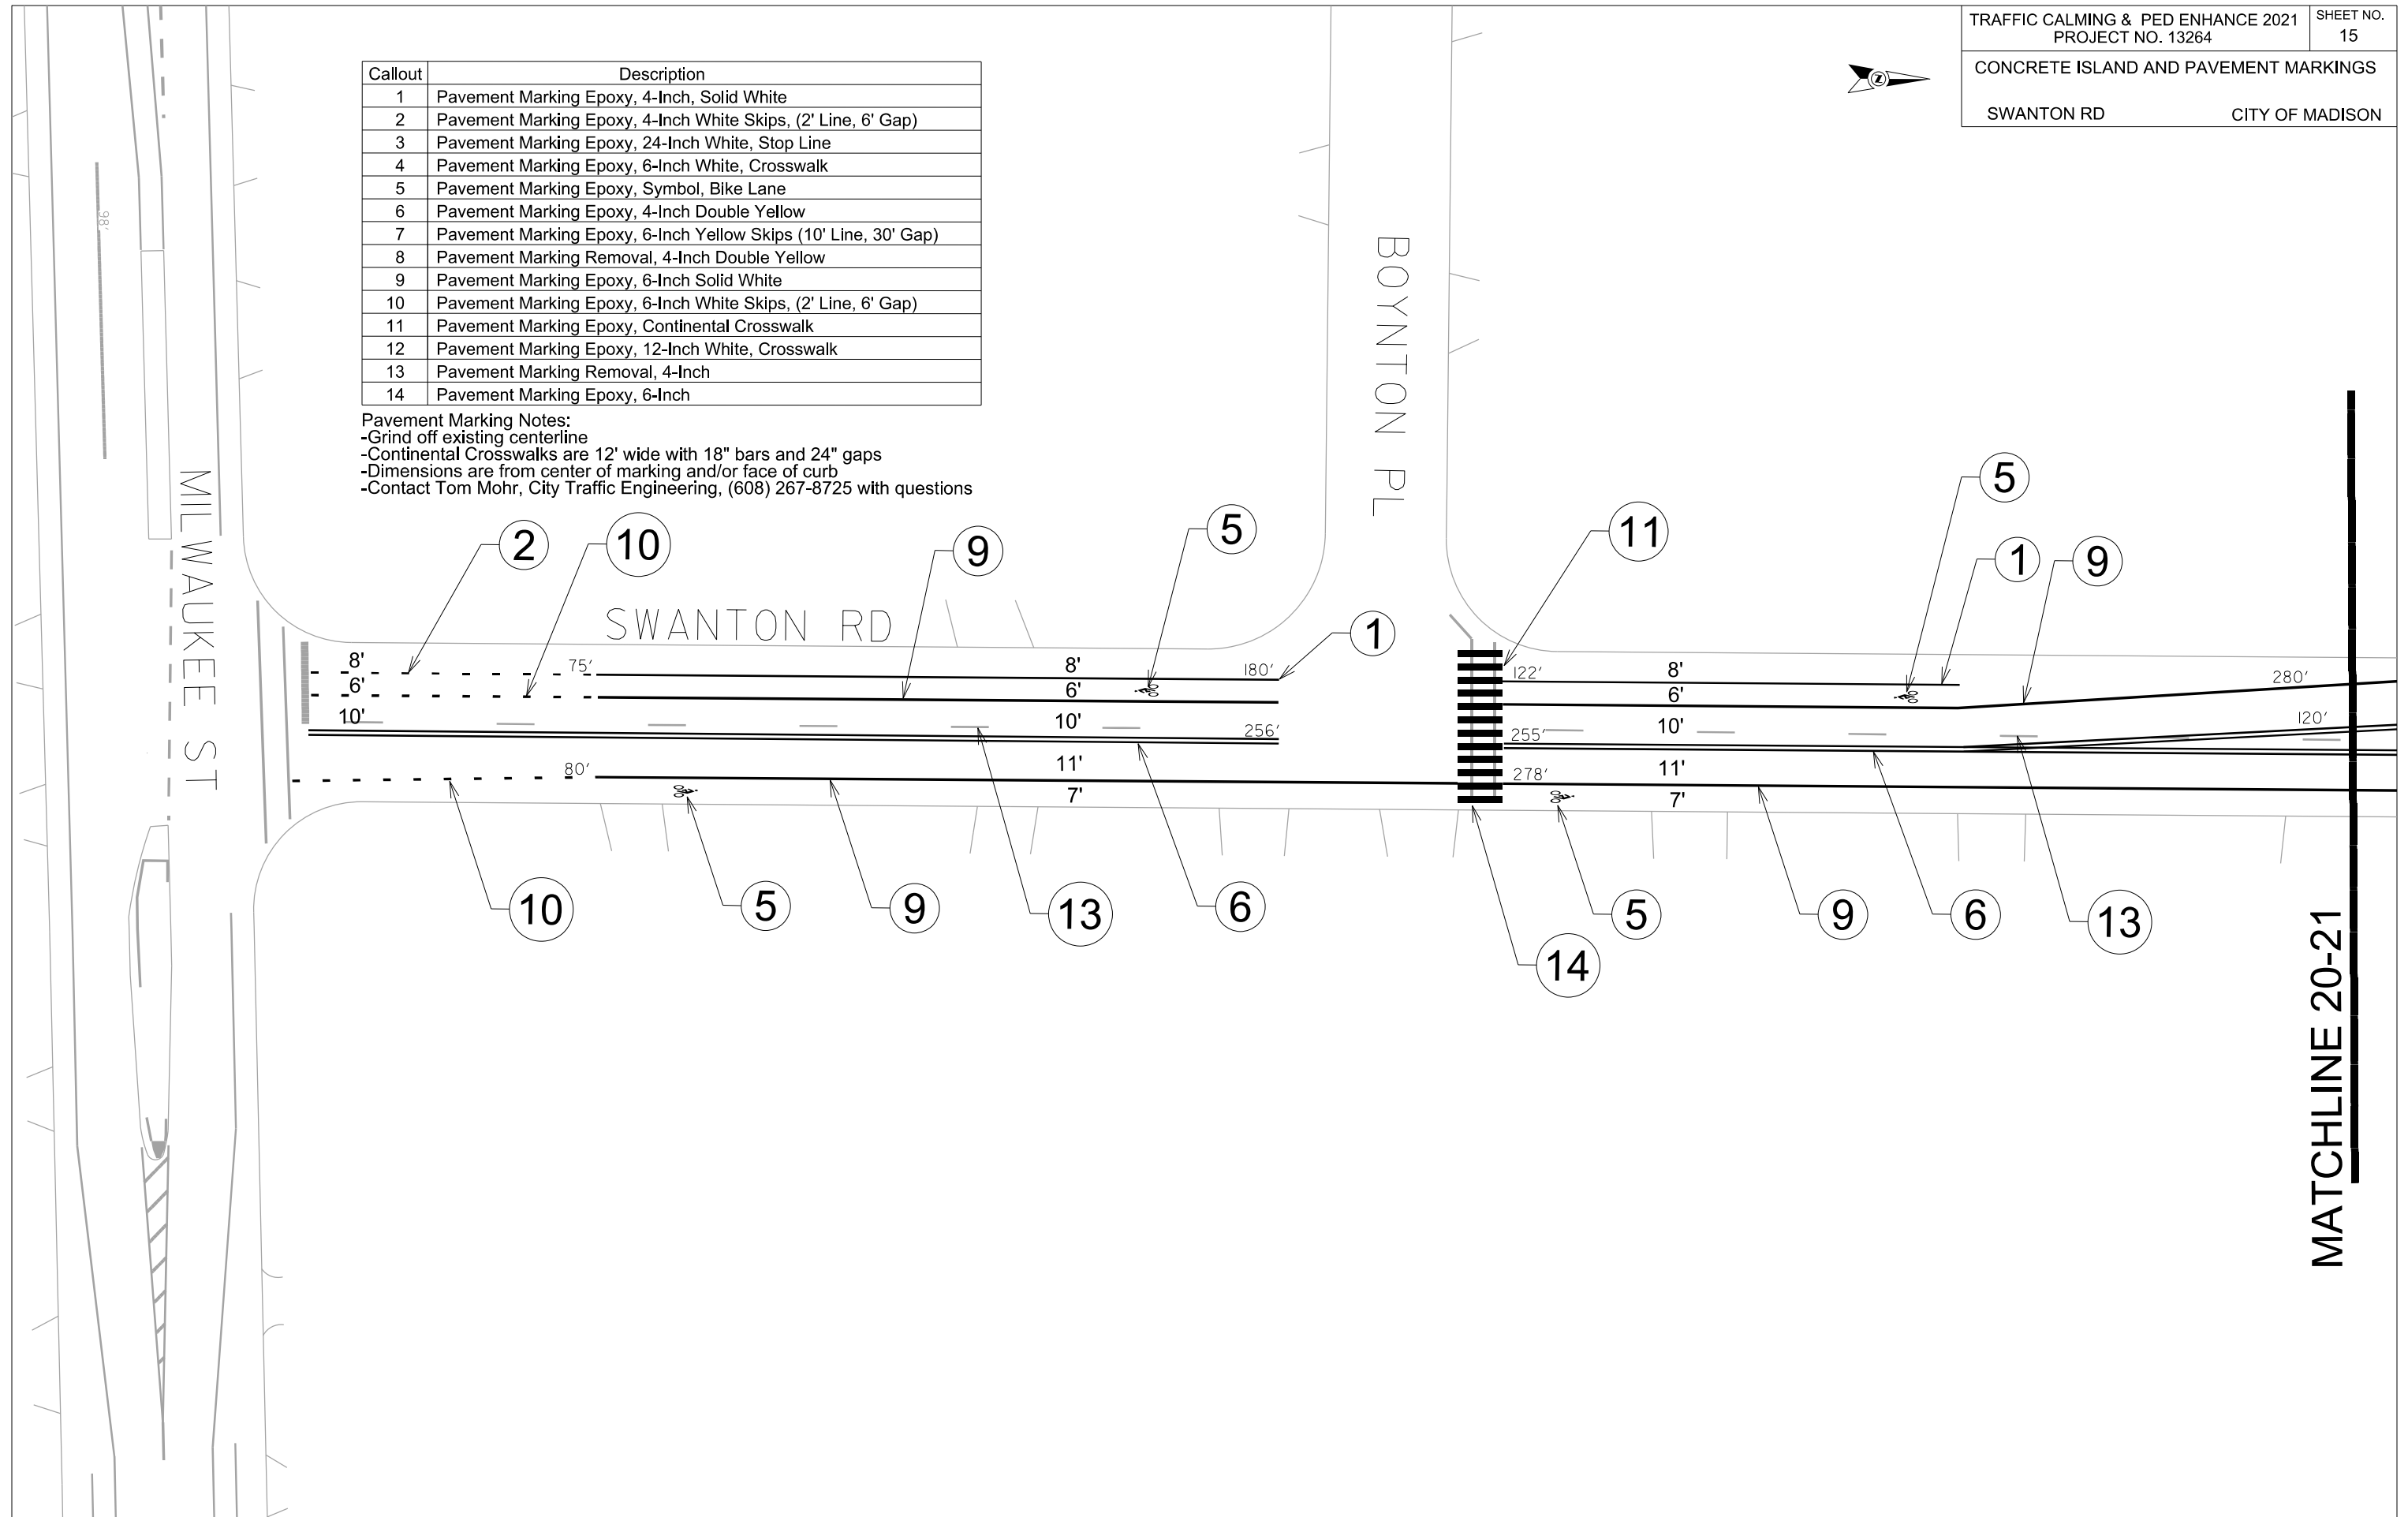 TRAFFIC CALMING & PED ENHANCE 2021
PROJECT NO. 13264
SHEET NO.
15
CONCRETE ISLAND AND PAVEMENT MARKINGS
SWANTON RD CITY OF MADISON
Z
Callout Description
1 Pavement Marking Epoxy, 4-Inch, Solid White
2 Pavement Marking Epoxy, 4-Inch White Skips, (2' Line, 6' Gap)
3 Pavement Marking Epoxy, 24-Inch White, Stop Line
4 Pavement Marking Epoxy, 6-Inch White, Crosswalk
5 Pavement Marking Epoxy, Symbol, Bike Lane
6 Pavement Marking Epoxy, 4-Inch Double Yellow
7 Pavement Marking Epoxy, 6-Inch Yellow Skips (10' Line, 30' Gap)
8 Pavement Marking Removal, 4-Inch Double Yellow
9 Pavement Marking Epoxy, 6-Inch Solid White
10 Pavement Marking Epoxy, 6-Inch White Skips, (2' Line, 6' Gap)
11 Pavement Marking Epoxy, Continental Crosswalk
12 Pavement Marking Epoxy, 12-Inch White, Crosswalk
13 Pavement Marking Removal, 4-Inch
14 Pavement Marking Epoxy, 6-Inch
Pavement Marking Notes:
-Grind off existing centerline
-Continental Crosswalks are 12' wide with 18" bars and 24" gaps
-Dimensions are from center of marking and/or face of curb
-Contact Tom Mohr, City Traffic Engineering, (608) 267-8725 with questions
98'
MILWAUKEE ST
BOYNTON PL
SWANTON RD
2
10
9
5
1
11
5
1
9
8'
75'
8'
180'
122'
8'
280'
6'
6'
6'
10'
10'
256'
255'
10'
120'
80'
11'
278'
11'
7'
7'
10
5
9
13
6
14
5
9
6
13
MATCHLINE 20-21